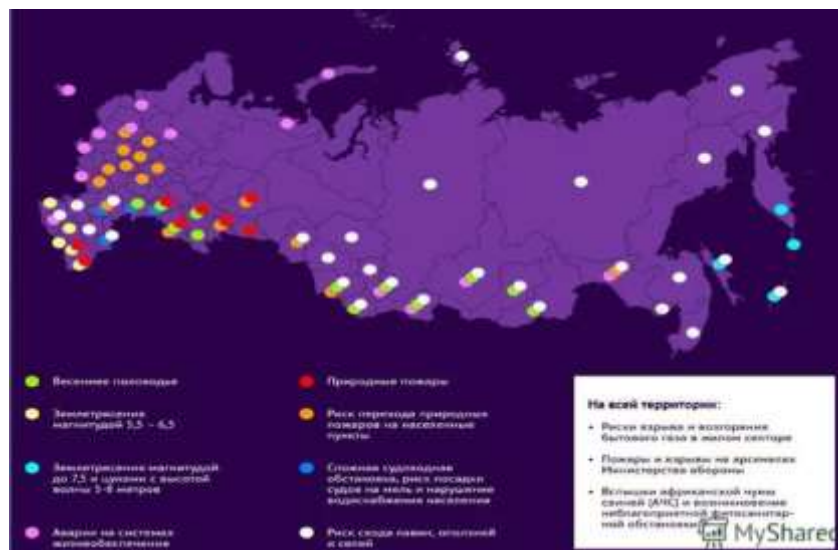 Весеннее половодье
Землетрясения
магнитудой 5,5 – 6,5
Землетрясения магнитудой
до 7,5 и цунами с высотой
волны 5-8 метров
Аварии на системах
жизнеобеспечения
Природные пожары
Риск перехода природных
пожаров на населенные
пункты
Сложная судоходная
обстановка, риск посадки
судов на мель и нарушение
водоснабжения населения
Риск схода лавин, оползней
и селей
На всей территории:
• Риски взрыва и возгорания
бытового газа в жилом секторе
• Пожары и взрывы на арсеналах
Министерства обороны
• Вспышки африканской чумы
свиней (АЧС) и возникновение
неблагоприятной фитосанитар-
ной обстановки
MyShared